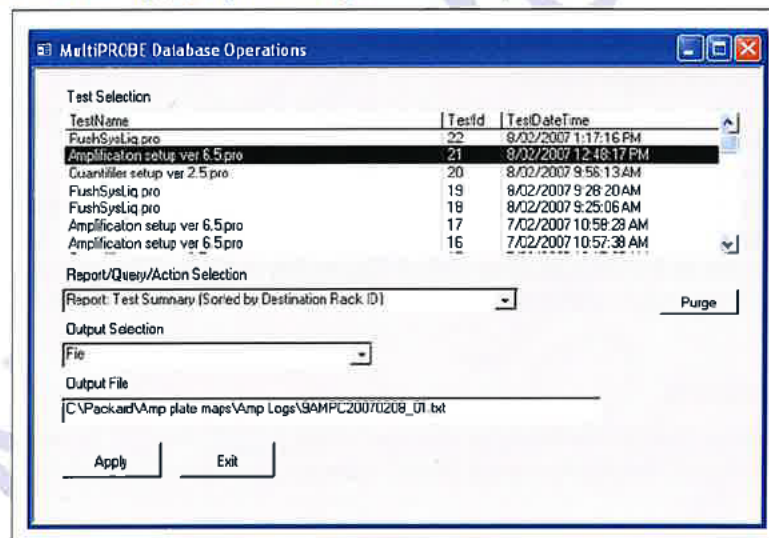 MultiPROBE Database Operations
Test Selection
TestName TestId TestDateTime
FlushSysLiq pro 22 8/02/2007 1:17:16 PM
Amplificaton setup ver 6.5.pro 21 8/02/2007 12:48:17 PM
Quantifiler setup ver 2.5 pro 20 8/02/2007 9:56:13 AM
FlushSysLiq pro 19 8/02/2007 9:28:20 AM
FlushSysLiq pro 18 8/02/2007 9:25:06 AM
Amplificaton setup ver 6.5.pro 17 7/02/2007 10:58:29 AM
Amplificaton setup ver 6.5.pro 16 7/02/2007 10:57:38 AM
Report/Query/Action Selection
Report: Test Summary (Sorted by Destination Rack ID)
Purge
Output Selection
File
Output File
C:\Packard\Amp plate maps\Amp Logs\9AMPC20070208_01.txt
Apply Exit